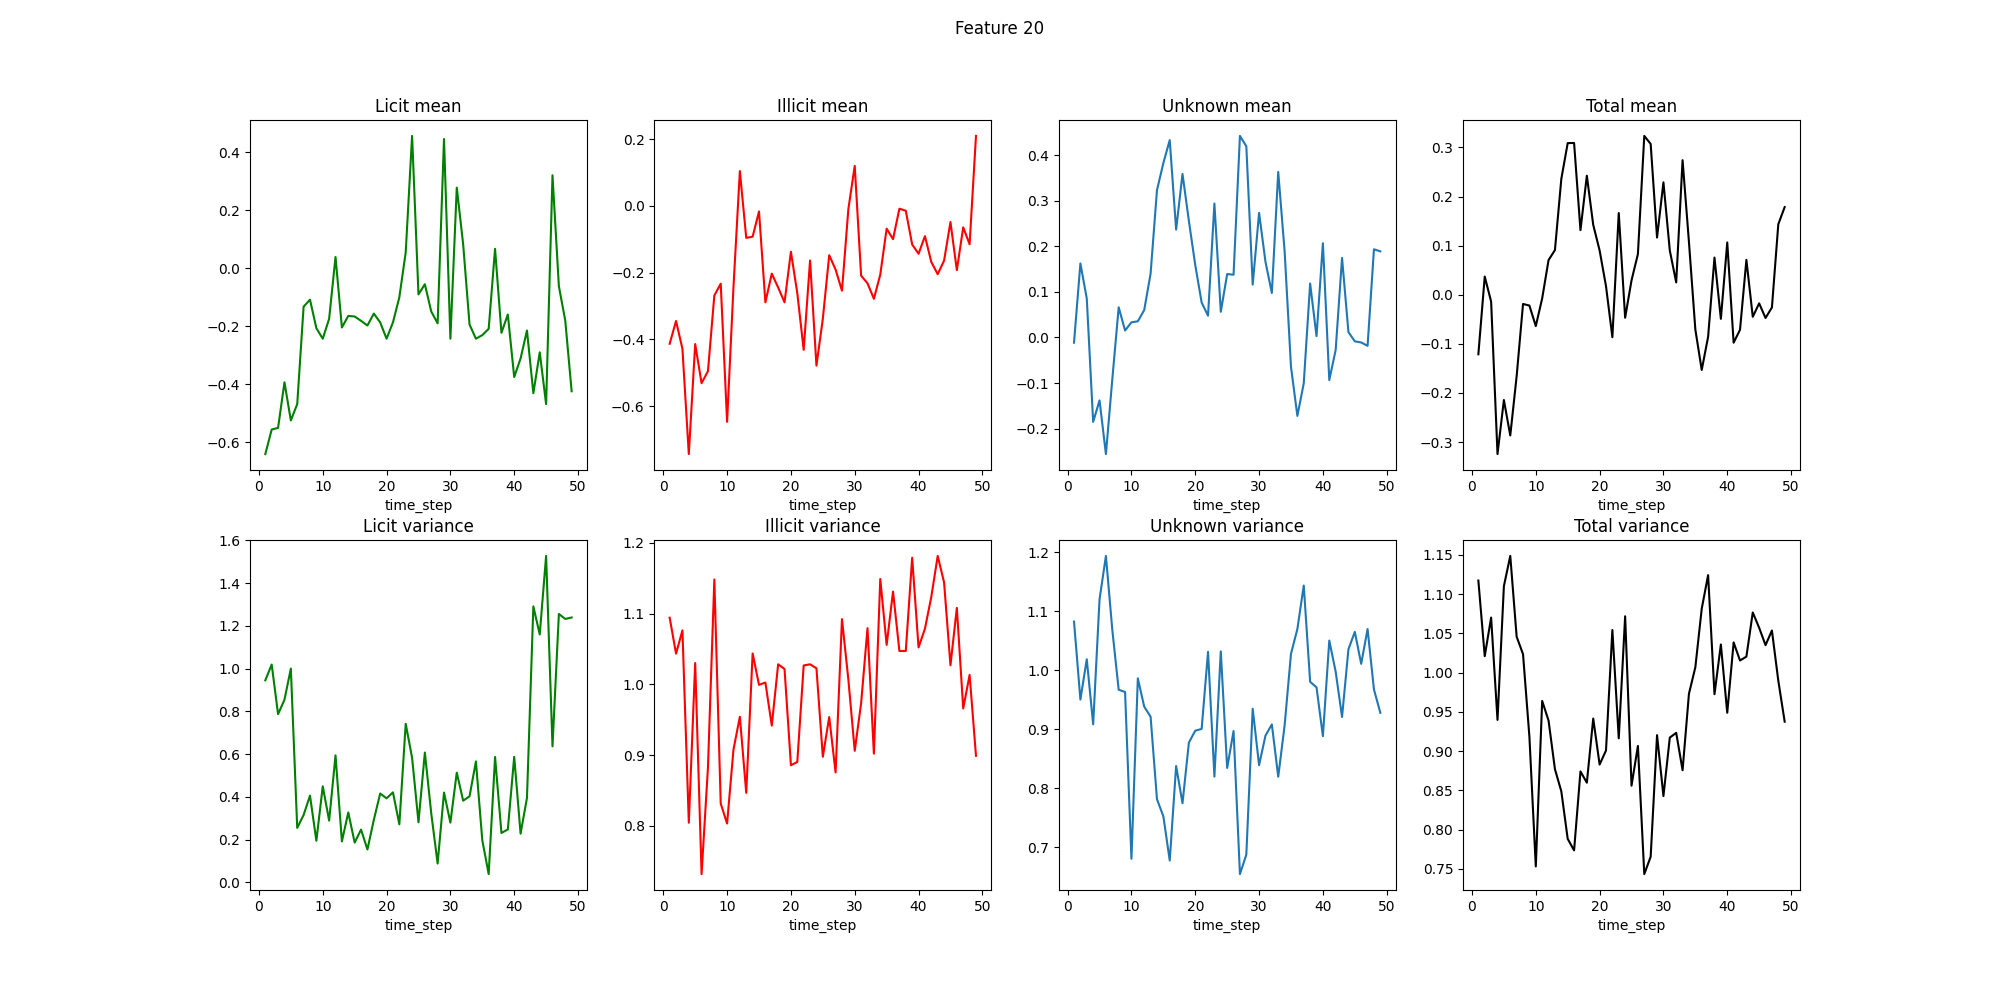 Feature 20
Licit mean
Illicit mean
Unknown mean
Total mean
0.4
0.2
0.0
−0.2
−0.4
−0.6
0 10 20 30 40 50
time_step
0.2
0.0
−0.2
−0.4
−0.6
0 10 20 30 40 50
time_step
0.4
0.3
0.2
0.1
0.0
−0.1
−0.2
0 10 20 30 40 50
time_step
0.3
0.2
0.1
0.0
−0.1
−0.2
−0.3
0 10 20 30 40 50
time_step
Licit variance
Illicit variance
Unknown variance
Total variance
1.6
1.4
1.2
1.0
0.8
0.6
0.4
0.2
0.0
0 10 20 30 40 50
time_step
1.2
1.1
1.0
0.9
0.8
0 10 20 30 40 50
time_step
1.2
1.1
1.0
0.9
0.8
0.7
0 10 20 30 40 50
time_step
1.15
1.10
1.05
1.00
0.95
0.90
0.85
0.80
0.75
0 10 20 30 40 50
time_step